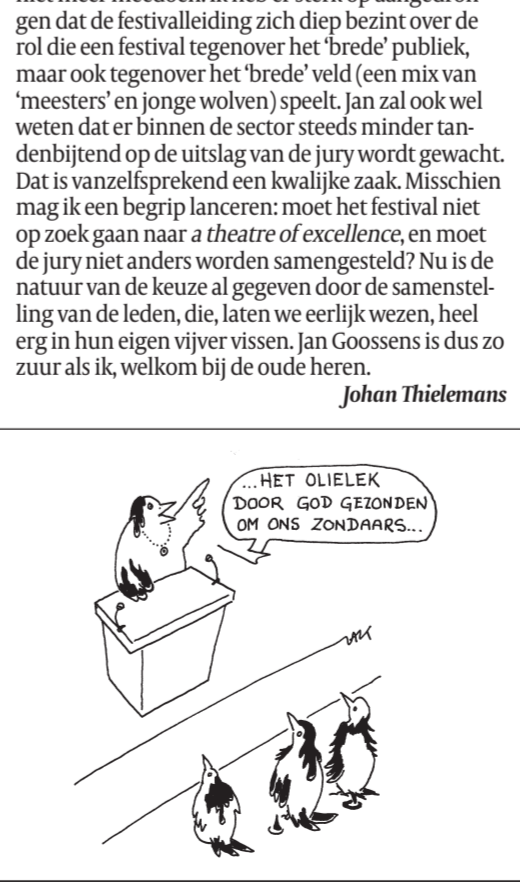 gen dat de festivalleiding zich diep bezint over de
rol die een festival tegenover het ‘brede’ publiek,
maar ook tegenover het ‘brede’ veld (een mix van
‘meesters’ en jonge wolven) speelt. Jan zal ook wel
weten dat er binnen de sector steeds minder tan-
denbijtend op de uitslag van de jury wordt gewacht.
Dat is vanzelfsprekend een kwalijke zaak. Misschien
mag ik een begrip lanceren: moet het festival niet
op zoek gaan naar a theatre of excellence, en moet
de jury niet anders worden samengesteld? Nu is de
natuur van de keuze al gegeven door de samenstel-
ling van de leden, die, laten we eerlijk wezen, heel
erg in hun eigen vijver vissen. Jan Goossens is dus zo
zuur als ik, welkom bij de oude heren.
Johan Thielemans
...HET OLIELEK
DOOR GOD GEZONDEN
OM ONS ZONDAARS...